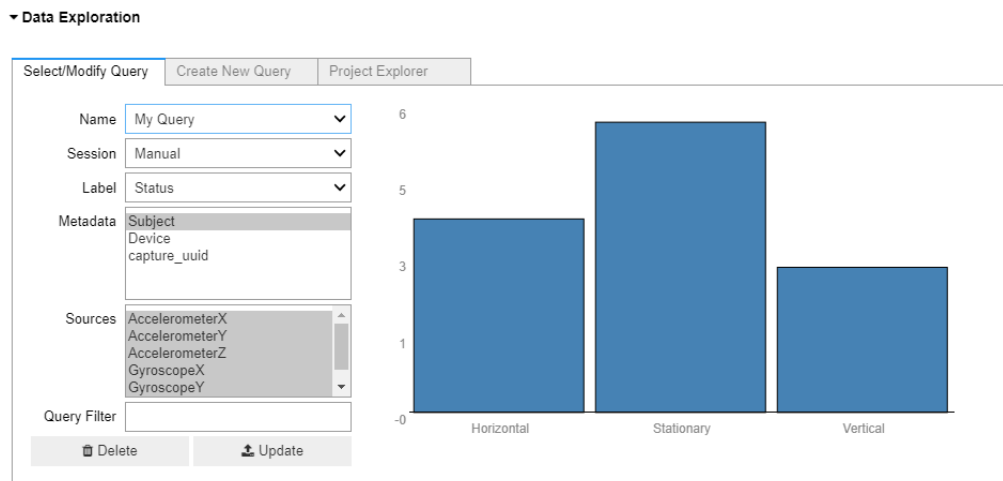 Data Exploration
Select/Modify Query
Create New Query
Project Explorer
Name
My Query
Session
Manual
Label
Status
Metadata
Subject
Device
capture_uuid
Sources
AccelerometerX
AccelerometerY
AccelerometerZ
GyroscopeX
GyroscopeY
Query Filter
Delete
Update
6
5
3
1
-0
Horizontal
Stationary
Vertical